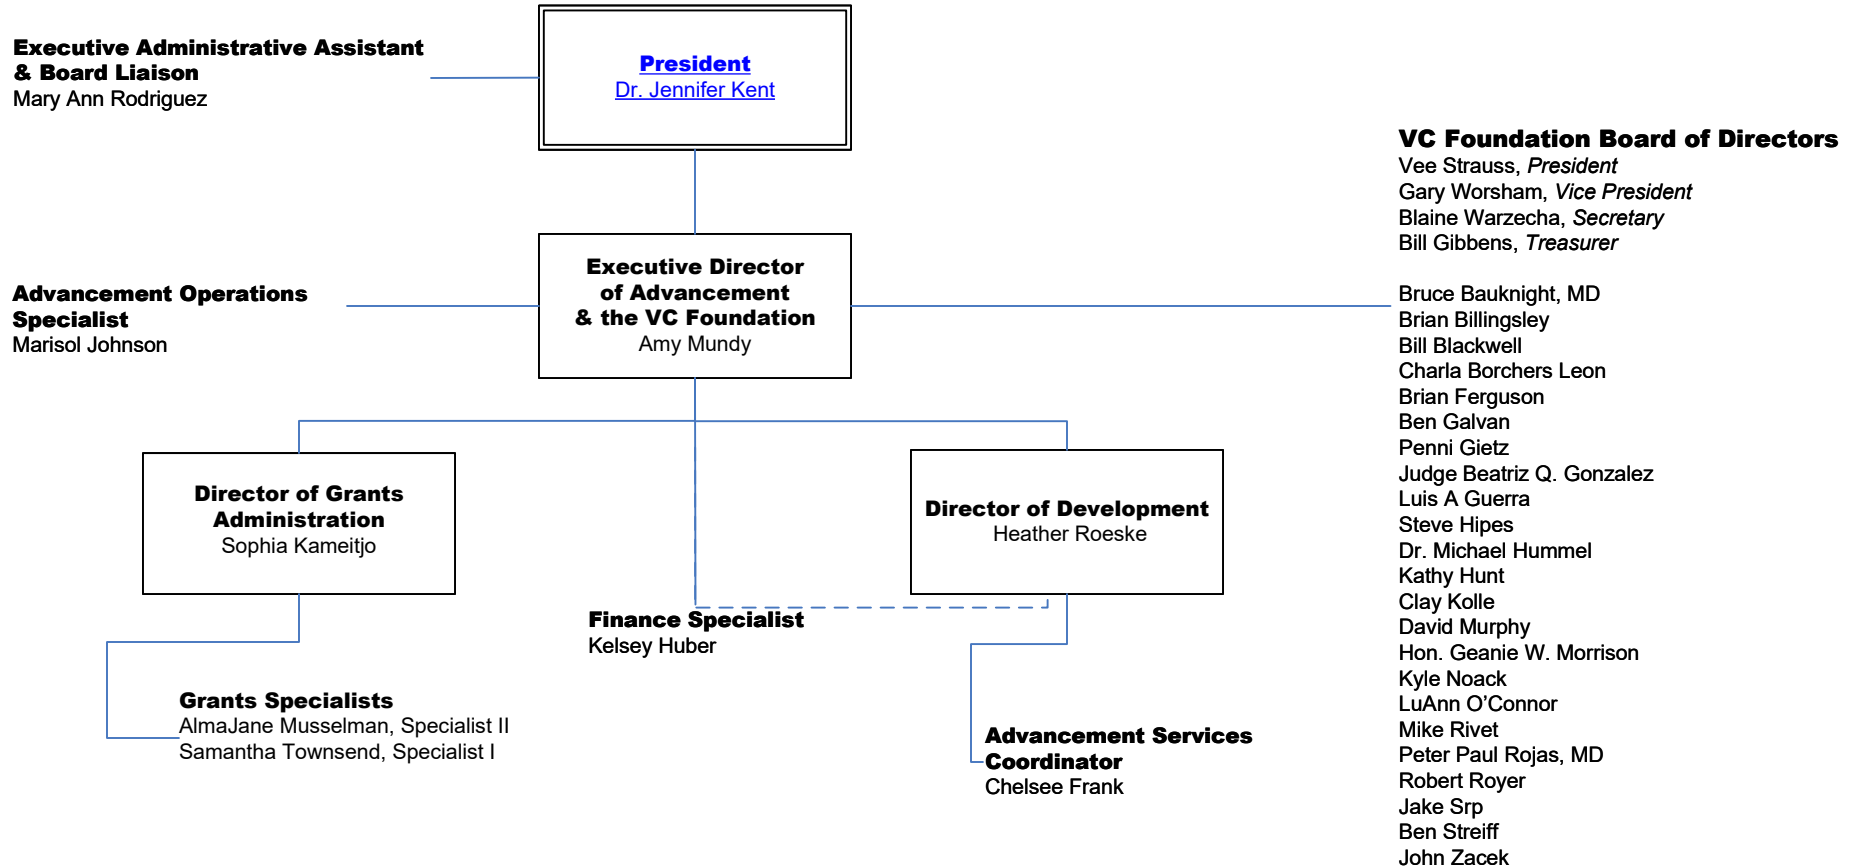 Executive Administrative Assistant
& Board Liaison
Mary Ann Rodriguez
President
Dr. Jennifer Kent
VC Foundation Board of Directors
Vee Strauss, President
Gary Worsham, Vice President
Blaine Warzecha, Secretary
Bill Gibbens, Treasurer
Bruce Bauknight, MD
Brian Billingsley
Bill Blackwell
Charla Borchers Leon
Brian Ferguson
Ben Galvan
Penni Gietz
Judge Beatriz Q. Gonzalez
Luis A Guerra
Steve Hipes
Dr. Michael Hummel
Kathy Hunt
Clay Kolle
David Murphy
Hon. Geanie W. Morrison
Kyle Noack
LuAnn O’Connor
Mike Rivet
Peter Paul Rojas, MD
Robert Royer
Jake Srp
Ben Streiff
John Zacek
Advancement Operations
Specialist
Marisol Johnson
Executive Director
of Advancement
& the VC Foundation
Amy Mundy
Director of Grants
Administration
Sophia Kameitjo
Director of Development
Heather Roeske
Finance Specialist
Kelsey Huber
Grants Specialists
AlmaJane Musselman, Specialist II
Samantha Townsend, Specialist I
Advancement Services
Coordinator
Chelsee Frank